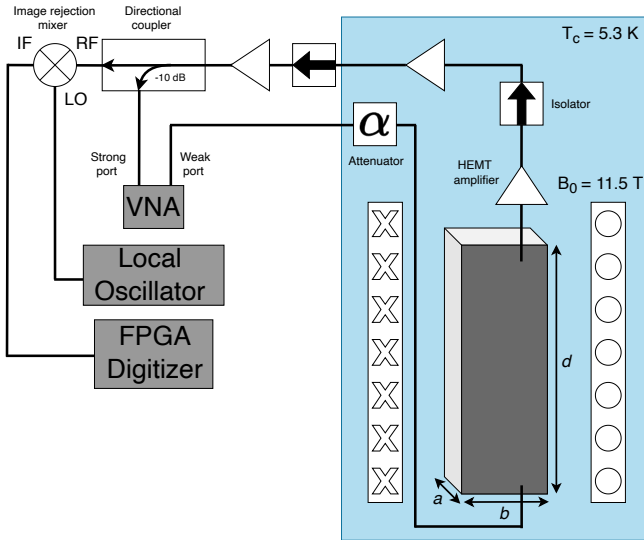 Image rejection
mixer
Directional
coupler
IF
RF
LO
-10 dB
T_c = 5.3 K
Isolator
α
Attenuator
HEMT
amplifier
B_0 = 11.5 T
Strong
port
Weak
port
VNA
Local
Oscillator
FPGA
Digitizer
d
a
b